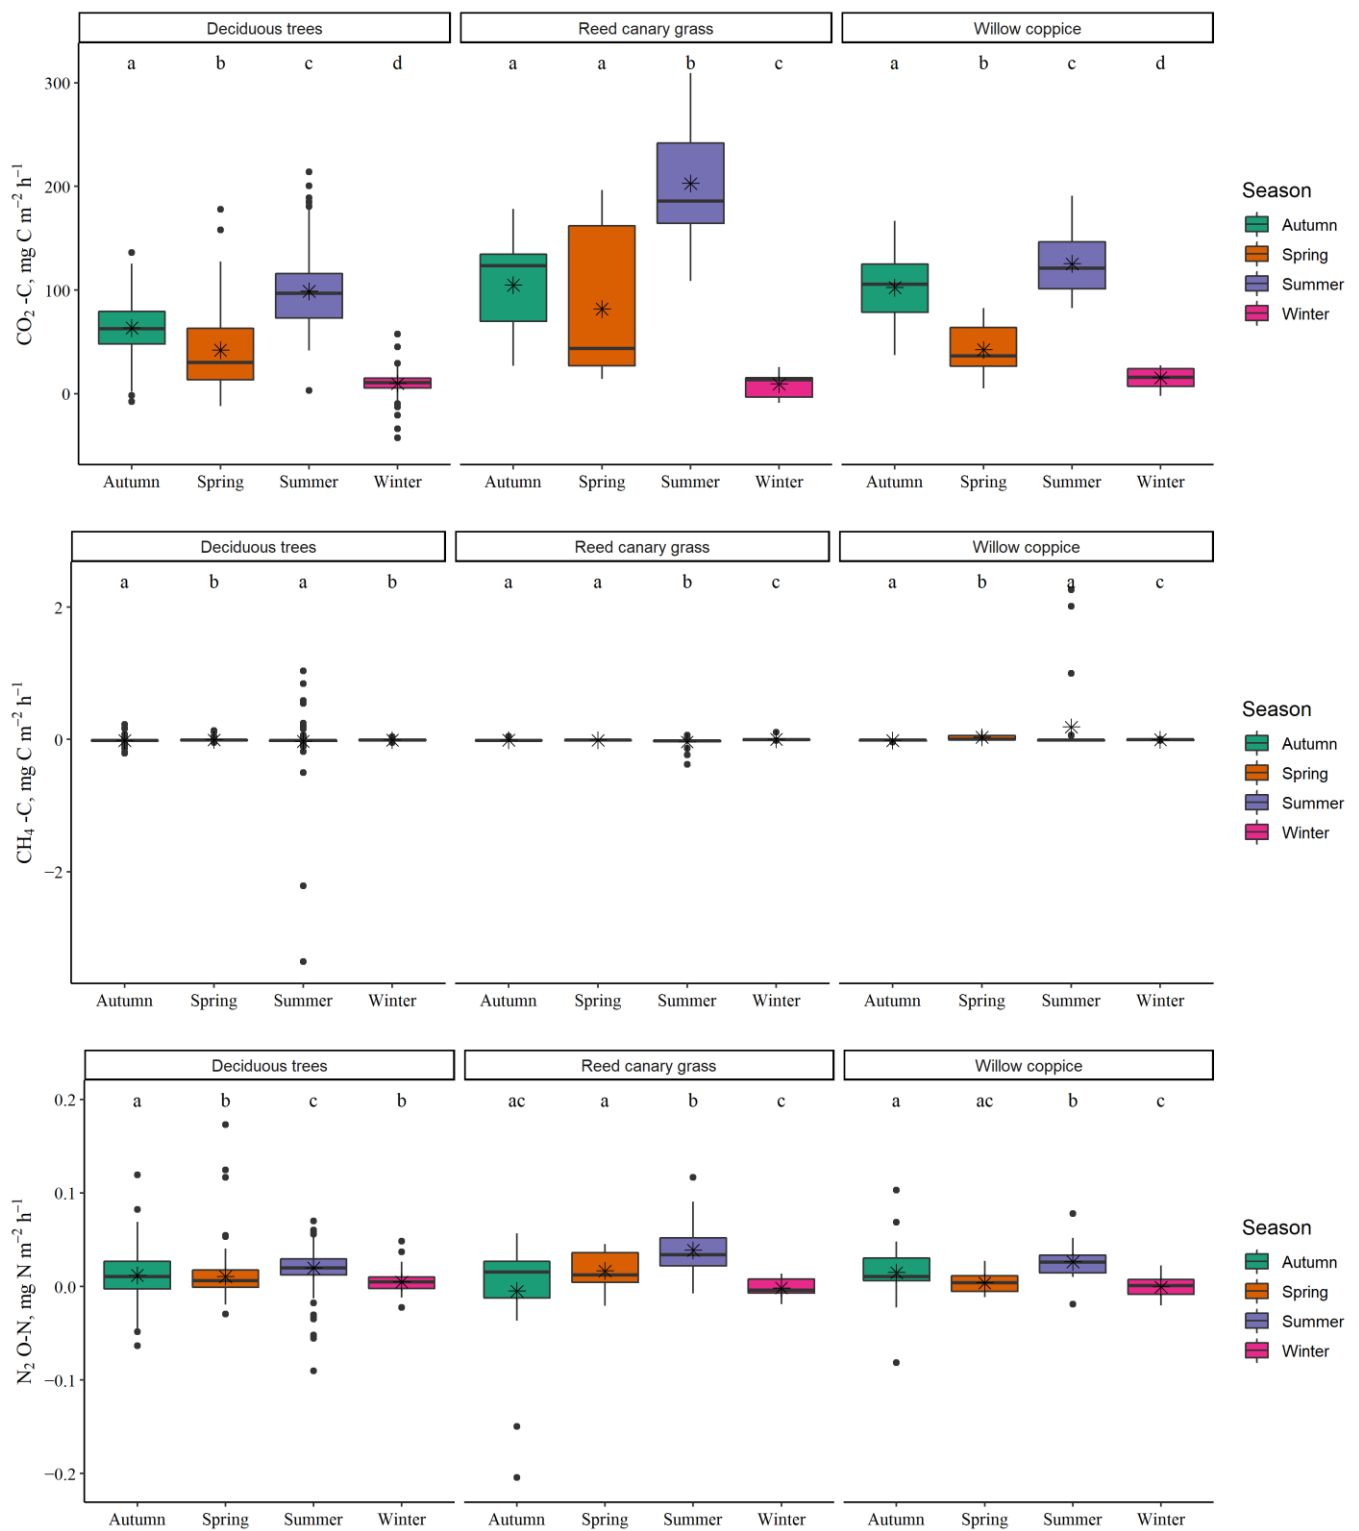 Deciduous trees Reed canary grass Willow coppice
a b c d a a b c a b c d
300
200
100
0
CO₂ -C, mg C m⁻² h⁻¹
Autumn Spring Summer Winter Autumn Spring Summer Winter Autumn Spring Summer Winter
Season
Autumn
Spring
Summer
Winter
Deciduous trees Reed canary grass Willow coppice
a b a b a a b c a b a c
2
0
−2
CH₄ -C, mg C m⁻² h⁻¹
Autumn Spring Summer Winter Autumn Spring Summer Winter Autumn Spring Summer Winter
Season
Autumn
Spring
Summer
Winter
Deciduous trees Reed canary grass Willow coppice
a b c b ac a b c a ac b c
0.2
0.1
0.0
−0.1
−0.2
N₂ O-N, mg N m⁻² h⁻¹
Autumn Spring Summer Winter Autumn Spring Summer Winter Autumn Spring Summer Winter
Season
Autumn
Spring
Summer
Winter